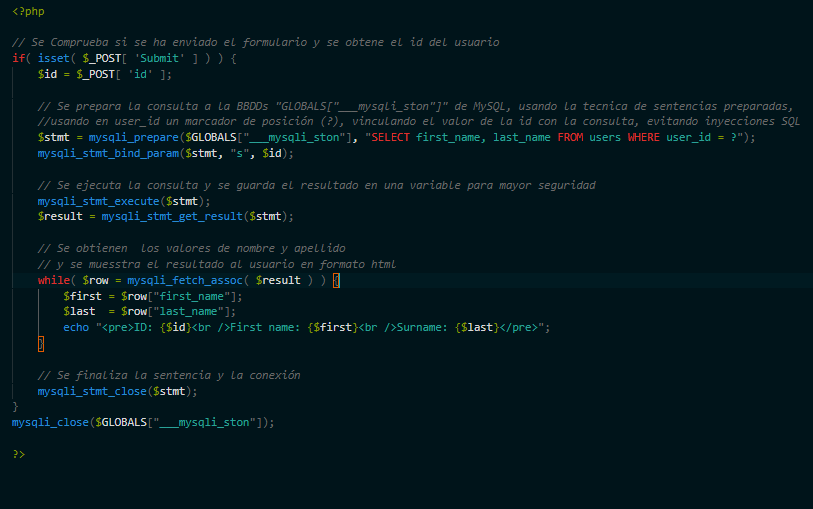 <?php
// Se Comprueba si se ha enviado el formulario y se obtene el id del usuario
if( isset( $_POST[ 'Submit' ] ) ) {
$id = $_POST[ 'id' ];
// Se prepara la consulta a la BBDDs "GLOBALS["___mysqli_ston"]" de MySQL, usando la tecnica de sentencias preparadas,
//usando en user_id un marcador de posición (?), vinculando el valor de la id con la consulta, evitando inyecciones SQL
$stmt = mysqli_prepare($GLOBALS["___mysqli_ston"], "SELECT first_name, last_name FROM users WHERE user_id = ?");
mysqli_stmt_bind_param($stmt, "s", $id);
// Se ejecuta la consulta y se guarda el resultado en una variable para mayor seguridad
mysqli_stmt_execute($stmt);
$result = mysqli_stmt_get_result($stmt);
// Se obtienen  los valores de nombre y apellido
// y se muesstra el resultado al usuario en formato html
while( $row = mysqli_fetch_assoc( $result ) ) {
$first = $row["first_name"];
$last  = $row["last_name"];
echo "<pre>ID: {$id}<br />First name: {$first}<br />Surname: {$last}</pre>";
}
// Se finaliza la sentencia y la conexión
mysqli_stmt_close($stmt);
}
mysqli_close($GLOBALS["___mysqli_ston"]);
?>